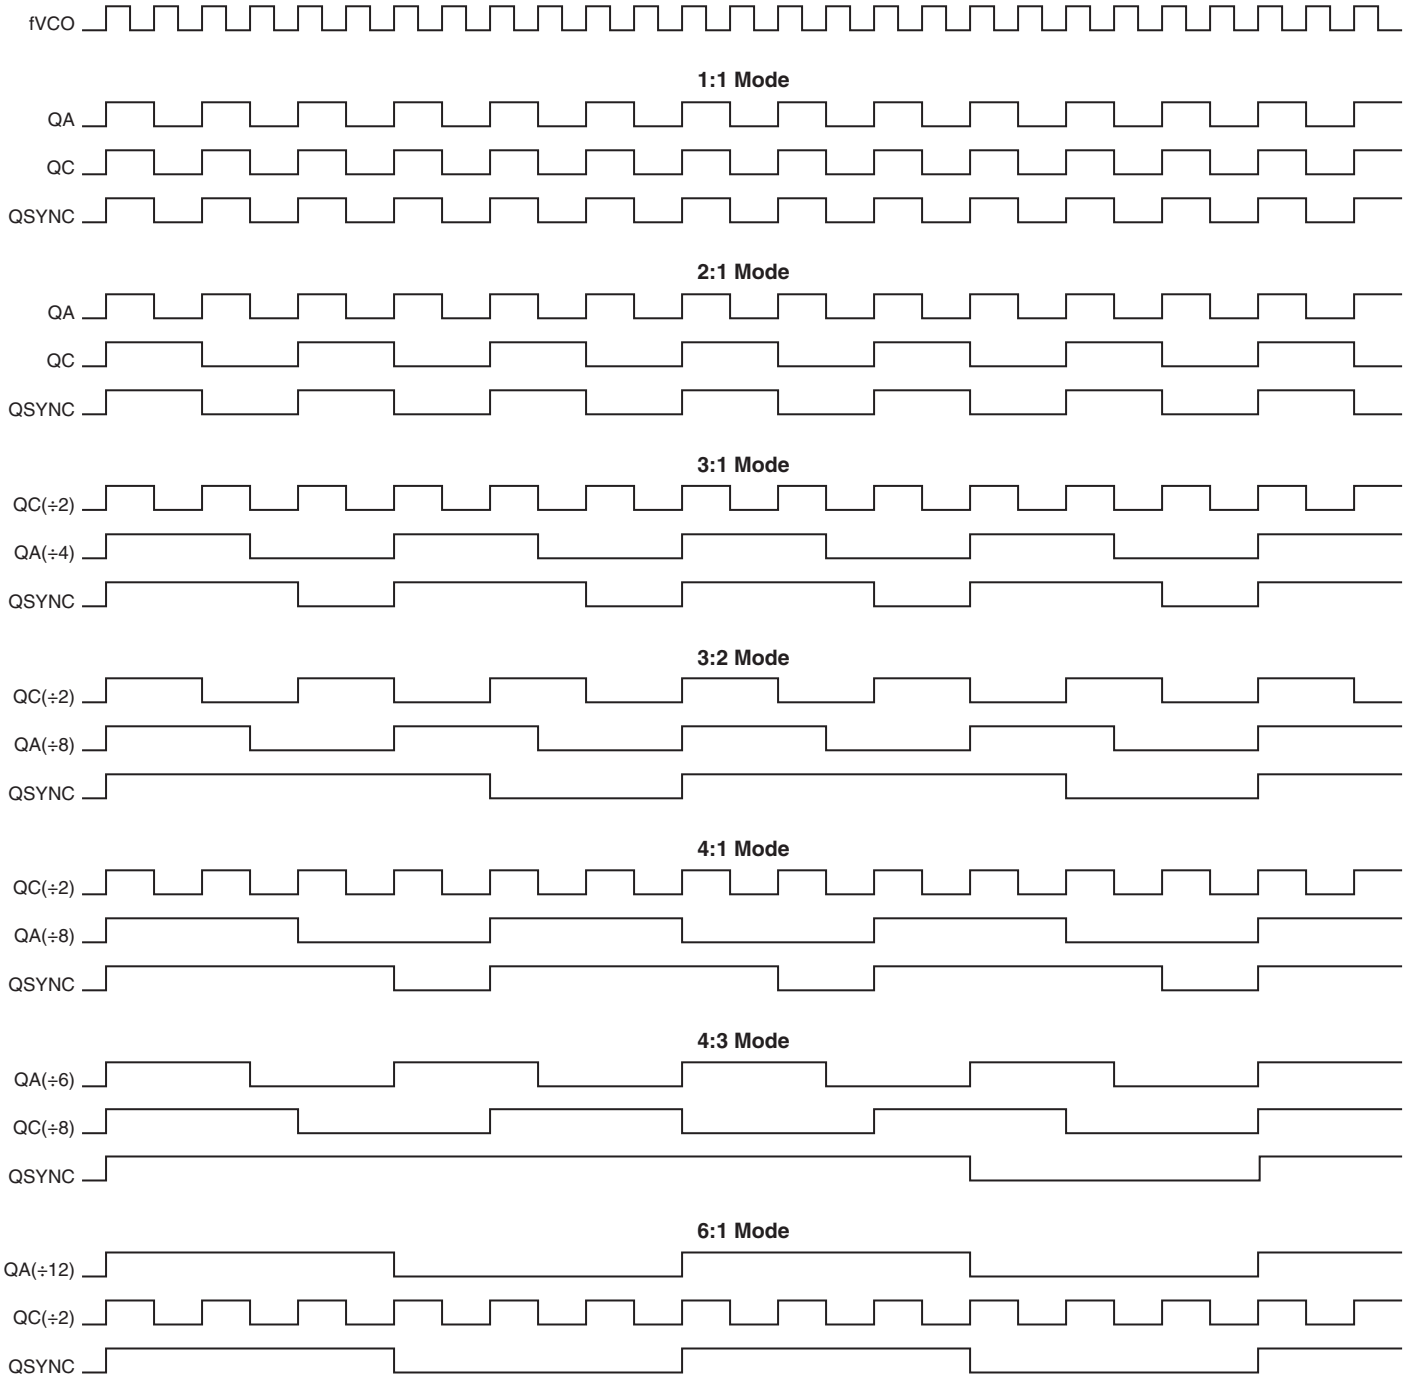 fVCO
1:1 Mode
QA
QC
QSYNC
2:1 Mode
QA
QC
QSYNC
3:1 Mode
QC(÷2)
QA(÷4)
QSYNC
3:2 Mode
QC(÷2)
QA(÷8)
QSYNC
4:1 Mode
QC(÷2)
QA(÷8)
QSYNC
4:3 Mode
QA(÷6)
QC(÷8)
QSYNC
6:1 Mode
QA(÷12)
QC(÷2)
QSYNC